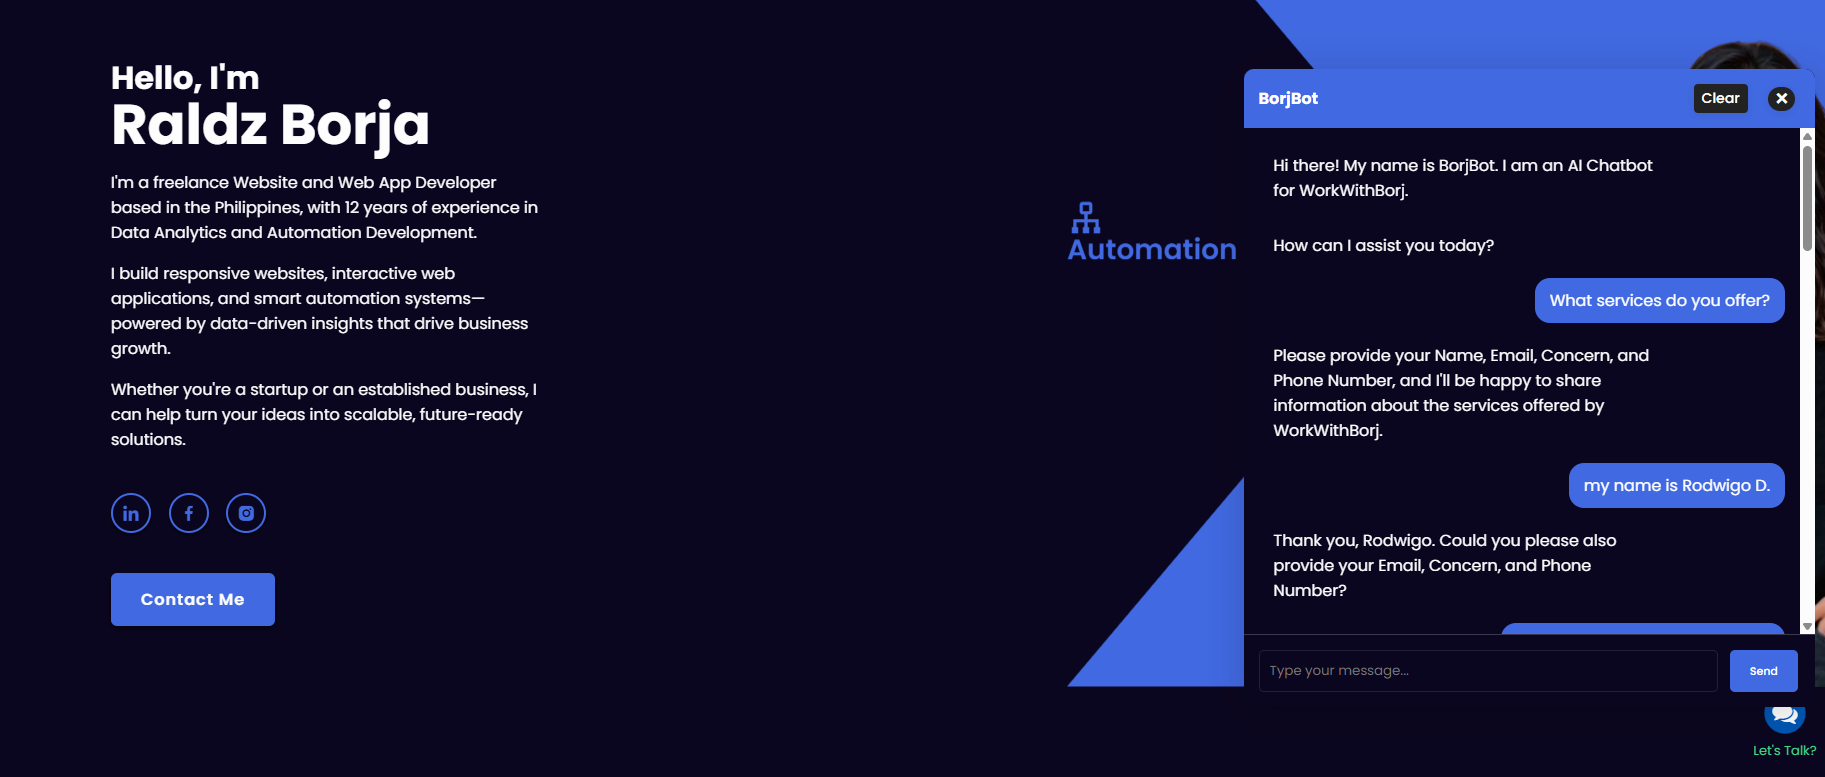 Hello, I'm
Raldz Borja
I'm a freelance Website and Web App Developer
based in the Philippines, with 12 years of experience in
Data Analytics and Automation Development.
I build responsive websites, interactive web
applications, and smart automation systems—
powered by data-driven insights that drive business
growth.
Whether you're a startup or an established business, I
can help turn your ideas into scalable, future-ready
solutions.
Contact Me
Automation
BorjBot
Clear
Hi there! My name is BorjBot. I am an AI Chatbot
for WorkWithBorj.
How can I assist you today?
What services do you offer?
Please provide your Name, Email, Concern, and
Phone Number, and I'll be happy to share
information about the services offered by
WorkWithBorj.
my name is Rodwigo D.
Thank you, Rodwigo. Could you please also
provide your Email, Concern, and Phone
Number?
Type your message...
Send
Let's Talk?